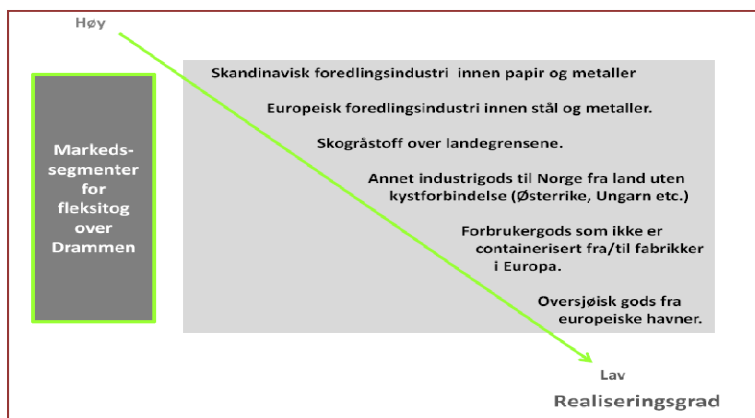 Høy
Skandinavisk foredlingsindustri innen papir og metaller
Europeisk foredlingsindustri innen stål og metaller.
Skogråstoff over landegrensene.
Annet industrigods til Norge fra land uten
kystforbindelse (Østerrike, Ungarn etc.)
Forbrukergods som ikke er
containerisert fra/til fabrikker
i Europa.
Oversjøisk gods fra
europeiske havner.
Markeds-
segmenter
for
fleksitog
over
Drammen
Lav
Realiseringsgrad